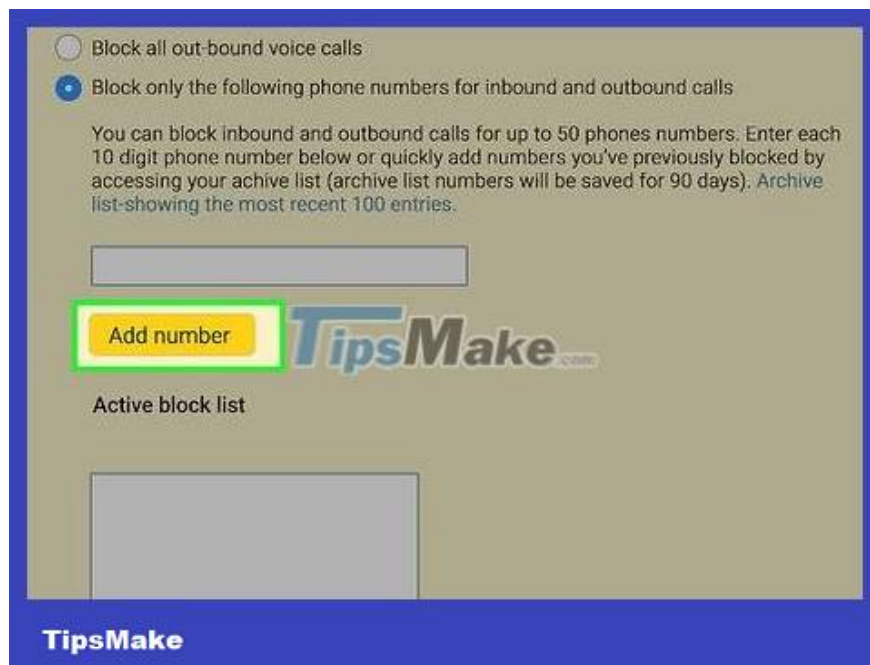 Block all out-bound voice calls
Block only the following phone numbers for inbound and outbound calls
You can block inbound and outbound calls for up to 50 phones numbers. Enter each
10 digit phone number below or quickly add numbers you've previously blocked by
accessing your achive list (archive list numbers will be saved for 90 days). Archive
list-showing the most recent 100 entries.
Add number
TipsMake.com
Active block list
TipsMake